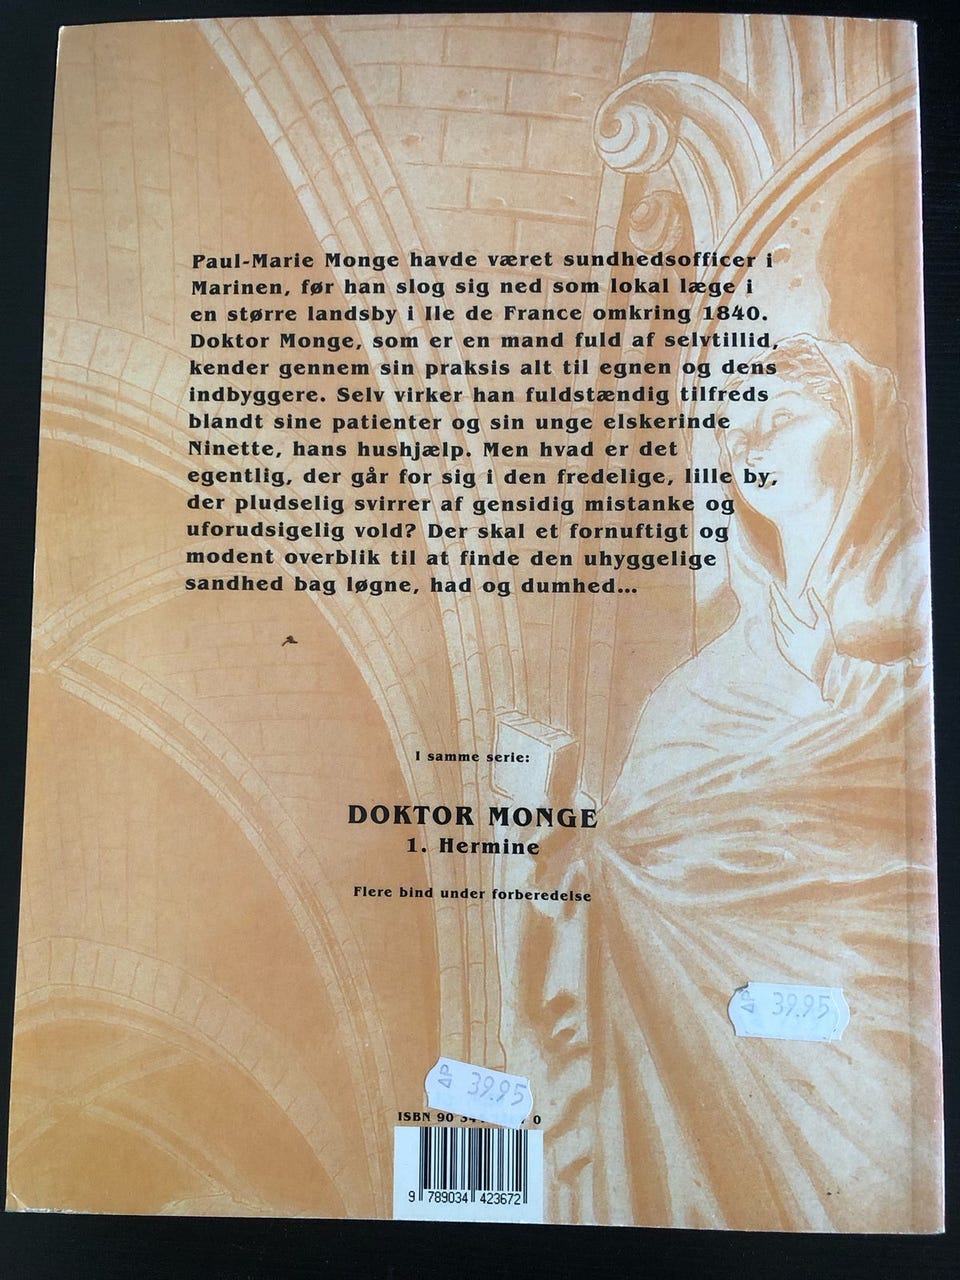 Paul-Marie Monge havde været sundhedsofficer i
Marinen, før han slog sig ned som lokal læge i
en større landsby i Ile de France omkring 1840.
Doktor Monge, som er en mand fuld af selvtillid,
kender gennem sin praksis alt til egnen og dens
indbyggere. Selv virker han fuldstændig tilfreds
blandt sine patienter og sin unge elskerinde
Ninette, hans hushjælp. Men hvad er det
egentlig, der går for sig i den fredelige, lille by,
der pludselig svirrer af gensidig mistanke og
uforudsigelig vold? Der skal et fornuftigt og
modent overblik til at finde den uhyggelige
sandhed bag løgne, had og dumhed...
I samme serie:
DOKTOR MONGE
1. Hermine
Flere bind under forberedelse
39.95
39.95
ISBN 90 0
9 789034 423672